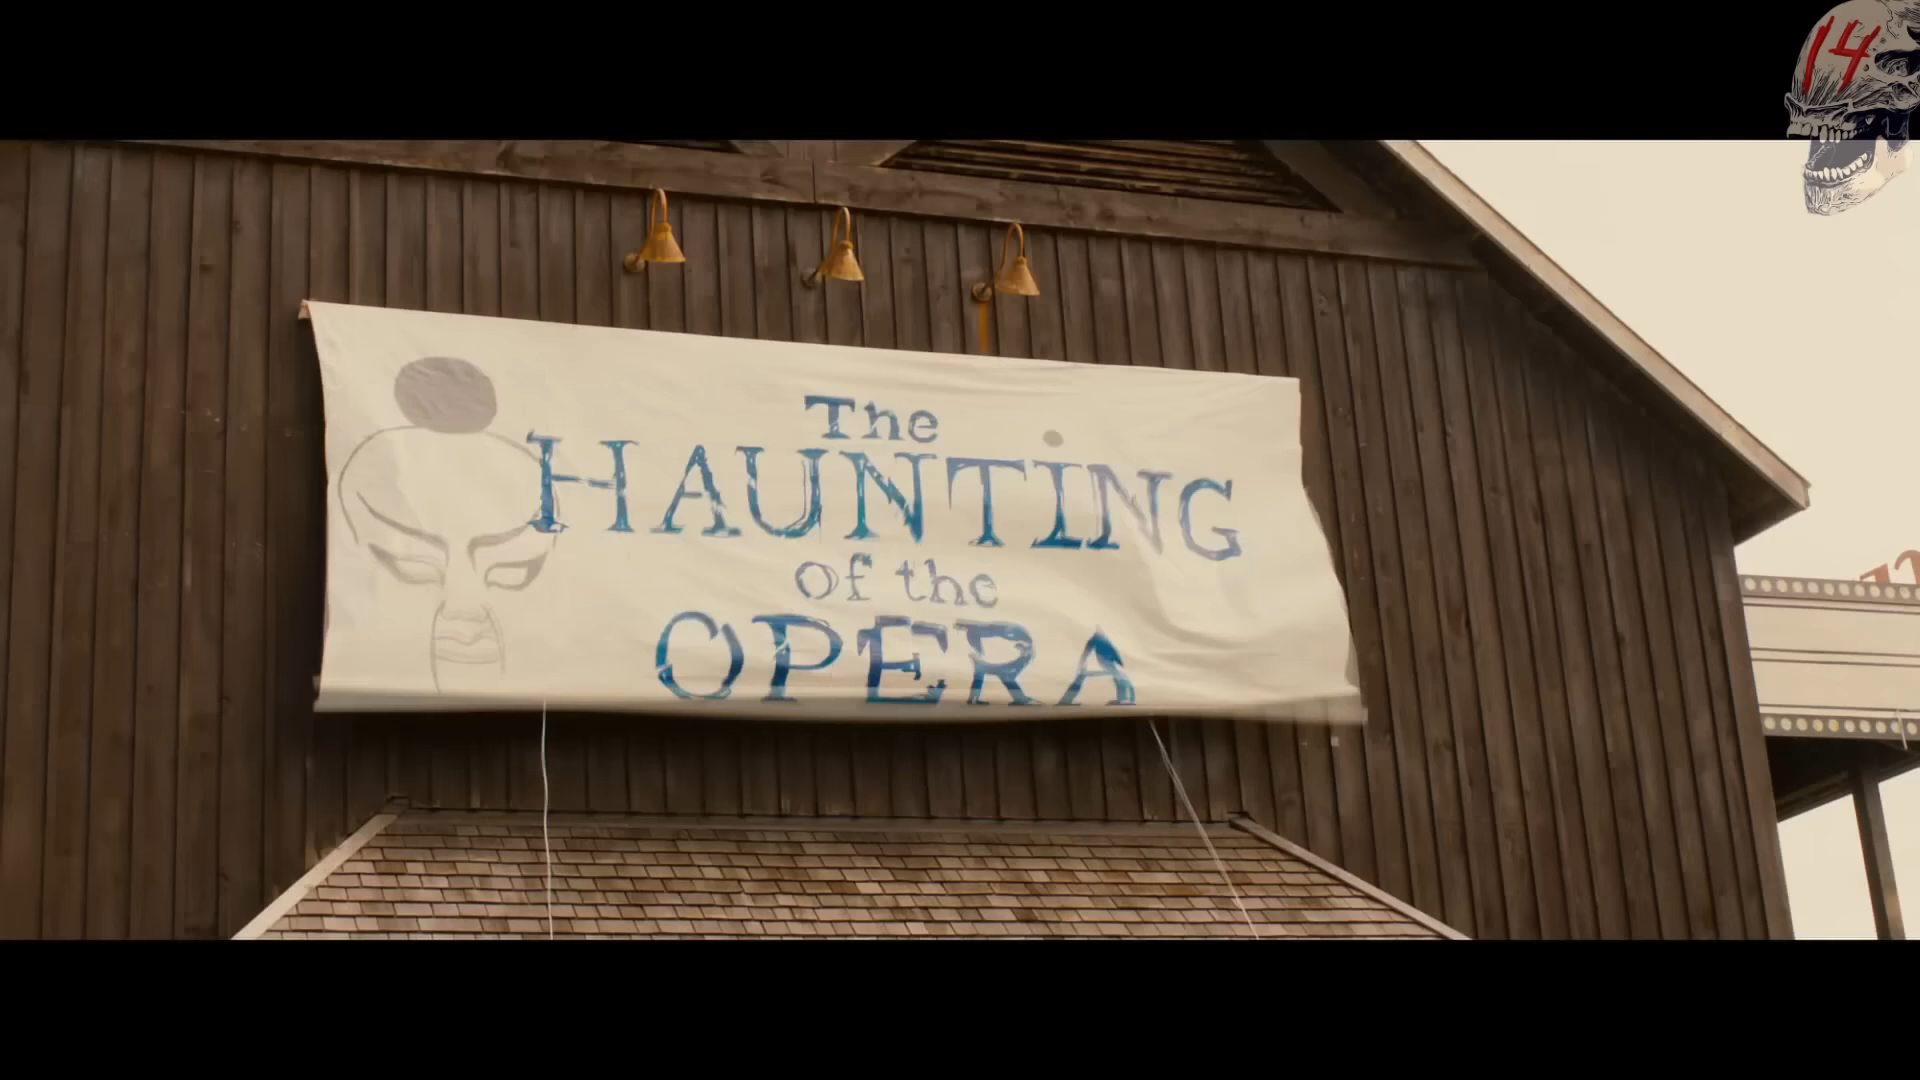 14
The
HAUNTING
of the
OPERA